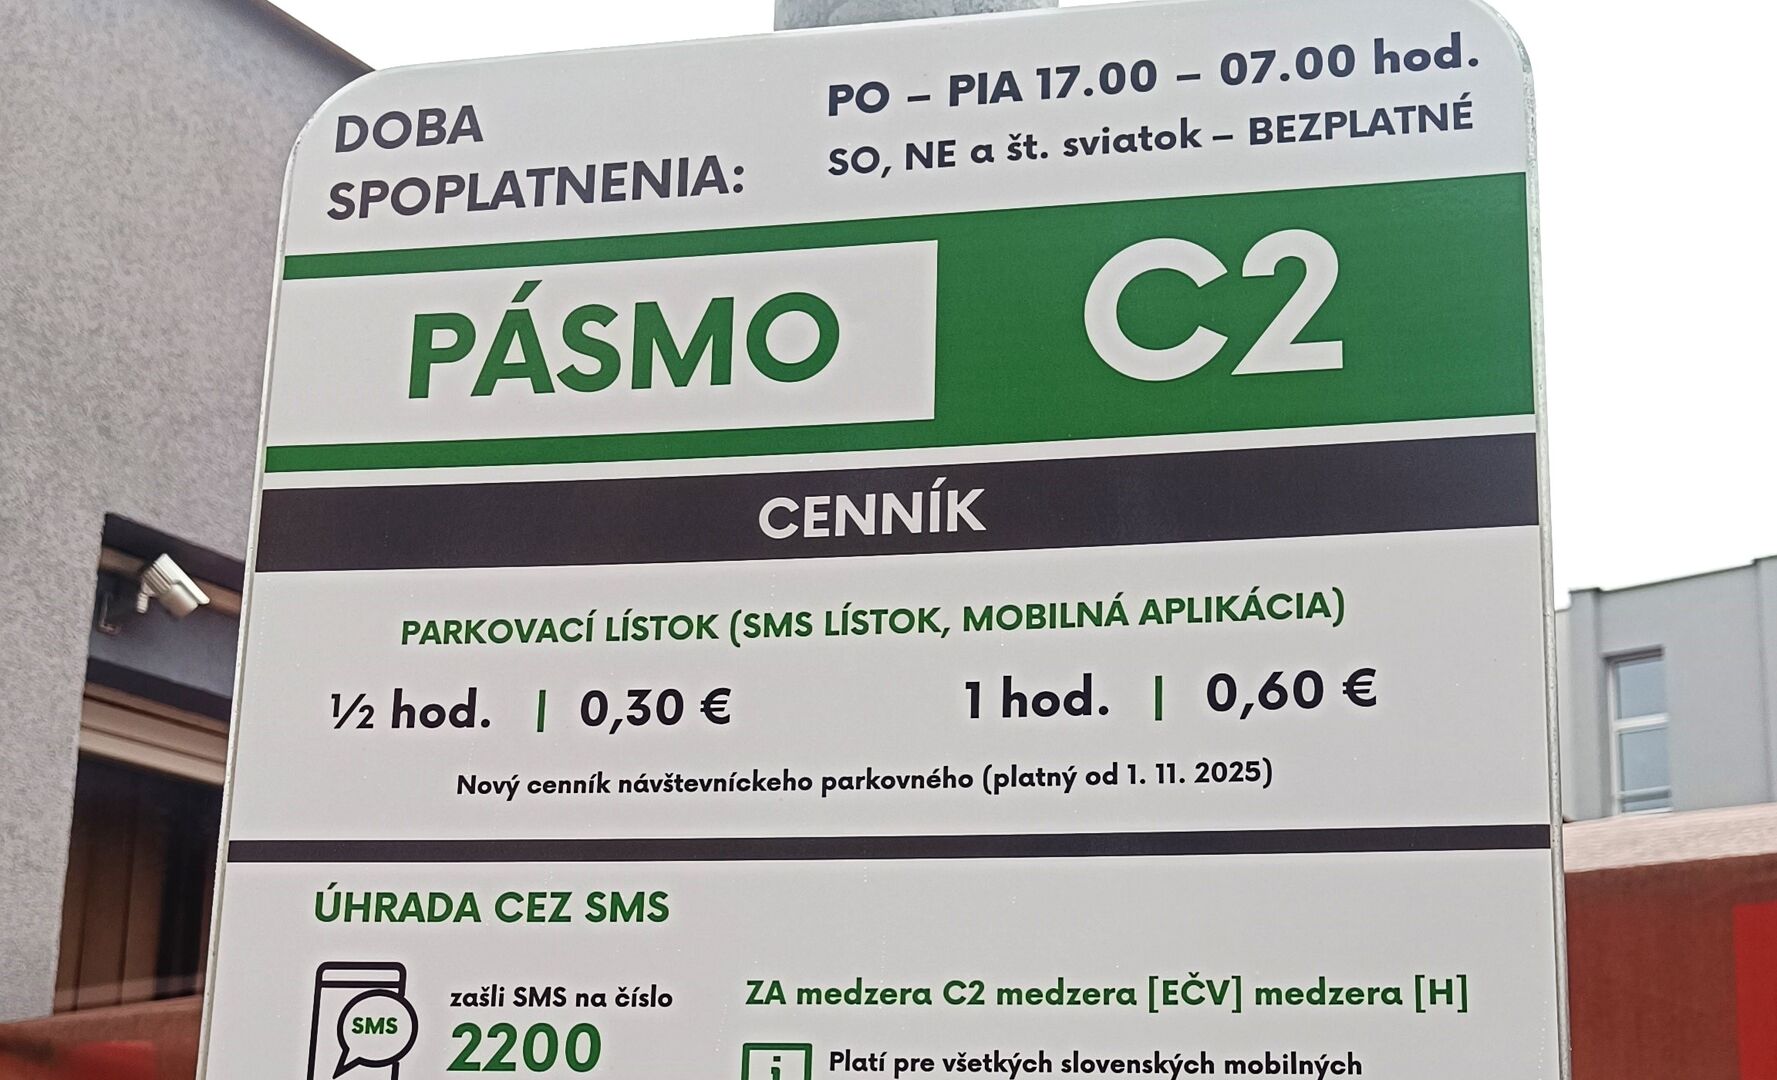 DOBA
SPOPLATNENIA:
PO – PIA 17.00 – 07.00 hod.
SO, NE a št. sviatok – BEZPLATNÉ
PÁSMO
C2
CENNÍK
PARKOVACÍ LÍSTOK (SMS LÍSTOK, MOBILNÁ APLIKÁCIA)
½ hod. | 0,30 €
1 hod. | 0,60 €
Nový cenník návštevníckeho parkovného (platný od 1. 11. 2025)
ÚHRADA CEZ SMS
SMS
zašli SMS na číslo
2200
ZA medzera C2 medzera [EČV] medzera [H]
i
Platí pre všetkých slovenských mobilných